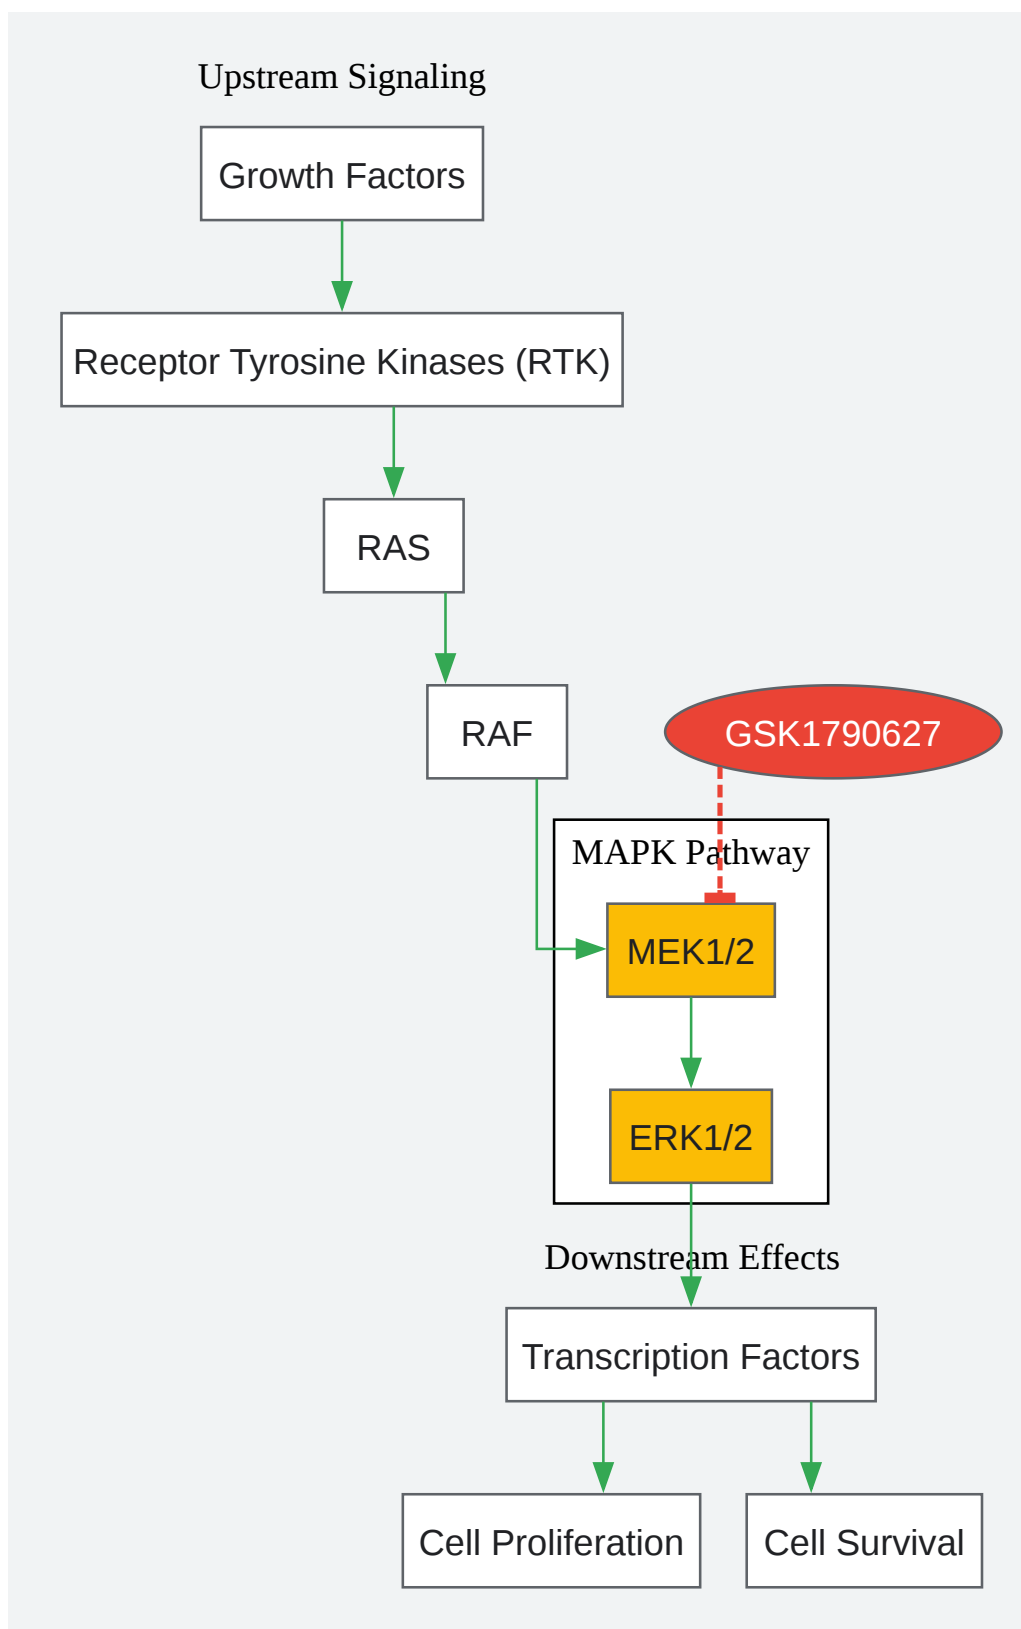 Upstream Signaling
Growth Factors
Receptor Tyrosine Kinases (RTK)
RAS
RAF
GSK1790627
MAPK Pathway
MEK1/2
ERK1/2
Downstream Effects
Transcription Factors
Cell Proliferation
Cell Survival